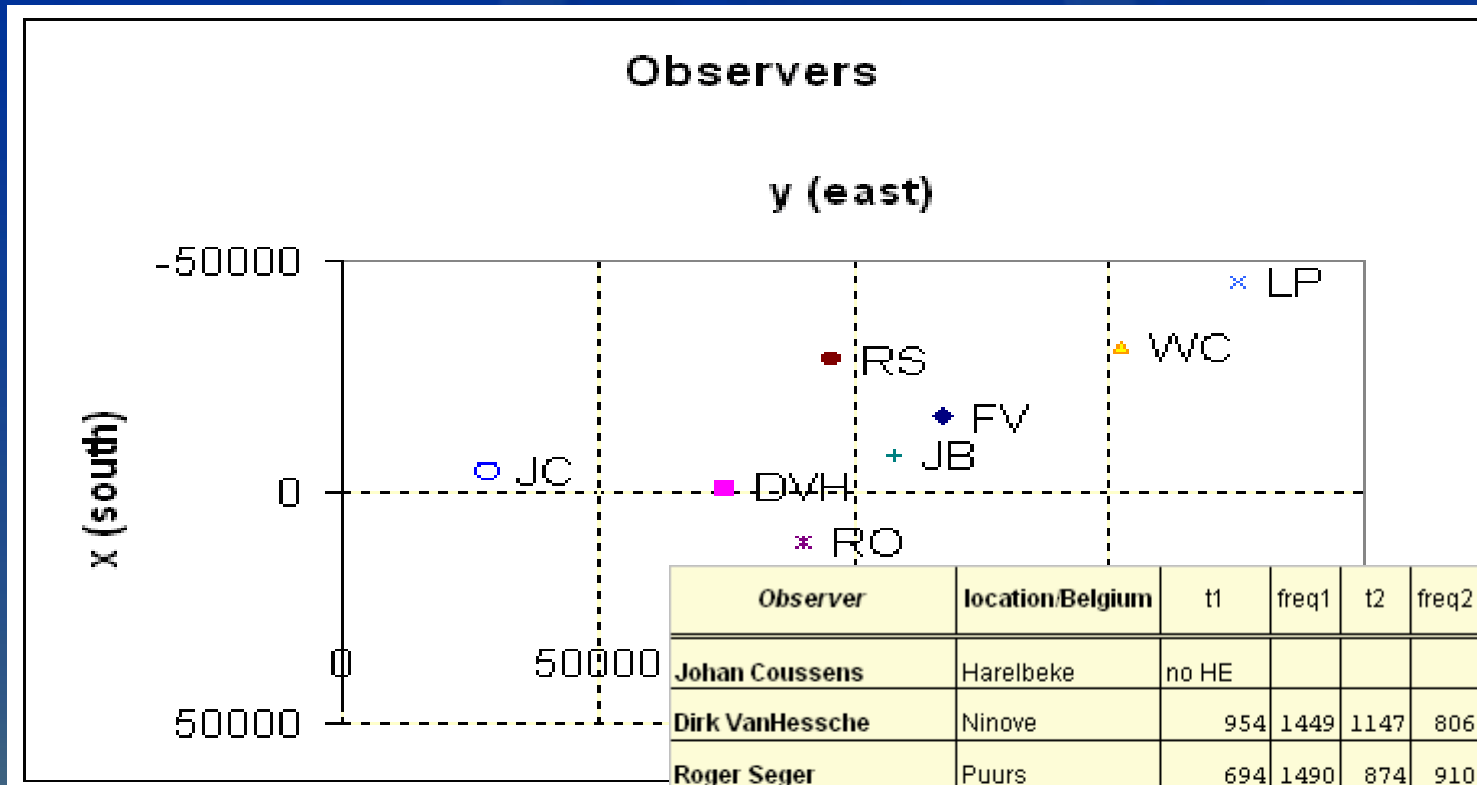 Observers
y (east)
-50000
LP
WC
RS
FV
JB
JC
DVH
0
x (south)
RO
0
50000
50000
Observer location/Belgium t1 freq1 t2 freq2
Johan Coussens Harelbeke no HE
Dirk VanHessche Ninove 954 1449 1147 806
Roger Seger Puurs 694 1490 874 910